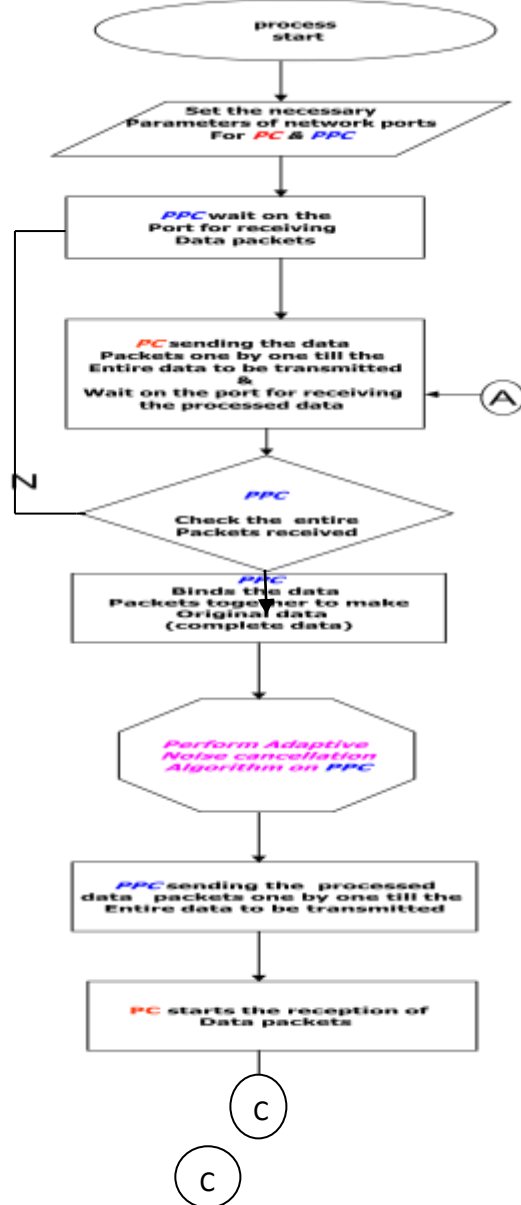 process
start
Set the necessary
Parameters of network ports
For PC & PPC
PPC wait on the
Port for receiving
Data packets
PC sending the data
Packets one by one till the
Entire data to be transmitted
&
Wait on the port for receiving
the processed data
A
N
PPC
Check the entire
Packets received
PPC
Binds the data
Packets together to make
Original data
(complete data)
Perform Adaptive
Noise cancellation
Algorithm on PPC
PPC sending the processed
data packets one by one till the
Entire data to be transmitted
PC starts the reception of
Data packets
C
C